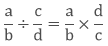 a/b ÷ c/d = a/b × d/c